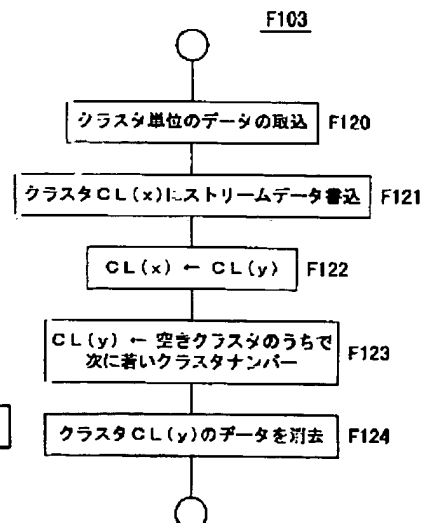 F103
クラスタ単位のデータの取込 F120
クラスタCL(x)にストリームデータ書込 F121
CL(x) ← CL(y) F122
CL(y) ← 空きクラスタのうちで
次に若いクラスタナンバー F123
クラスタCL(y)のデータを消去 F124